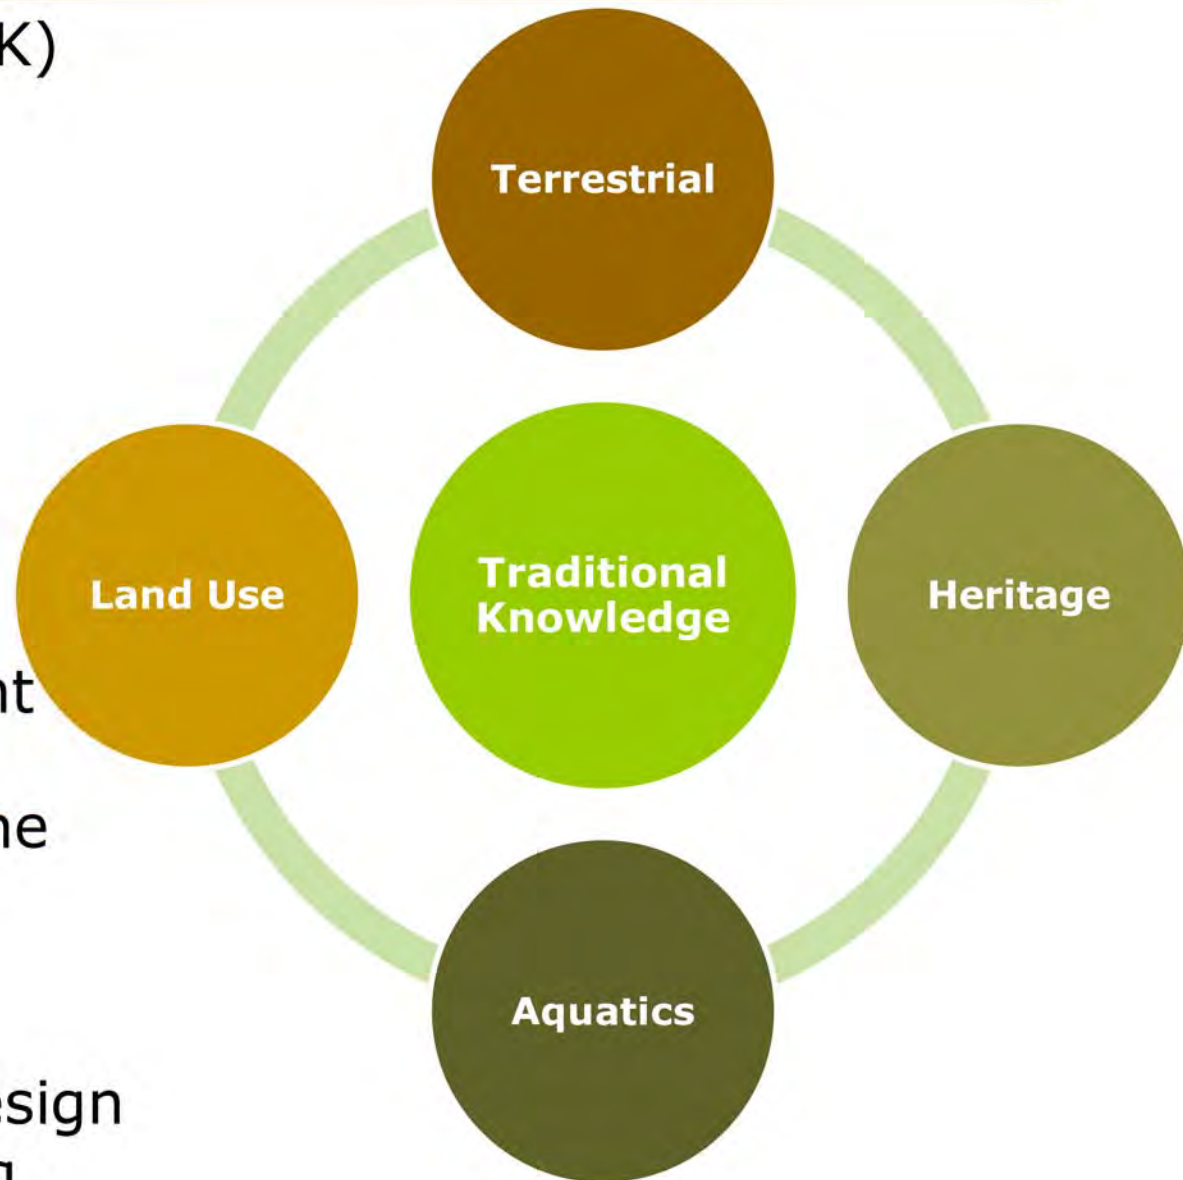 K)
Terrestrial
Land Use
Traditional
Knowledge
Heritage
nt
ne
Aquatics
esign